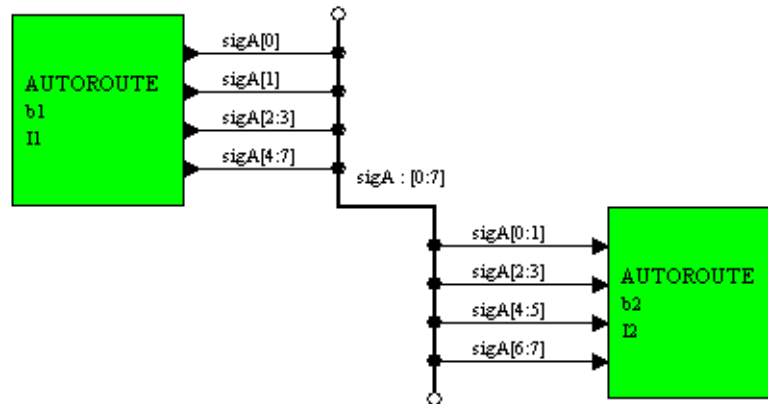 sigA[0]
sigA[1]
sigA[2:3]
sigA[4:7]
AUTOROUTE
b1
I1
sigA : [0:7]
sigA[0:1]
sigA[2:3]
sigA[4:5]
sigA[6:7]
AUTOROUTE
b2
I2